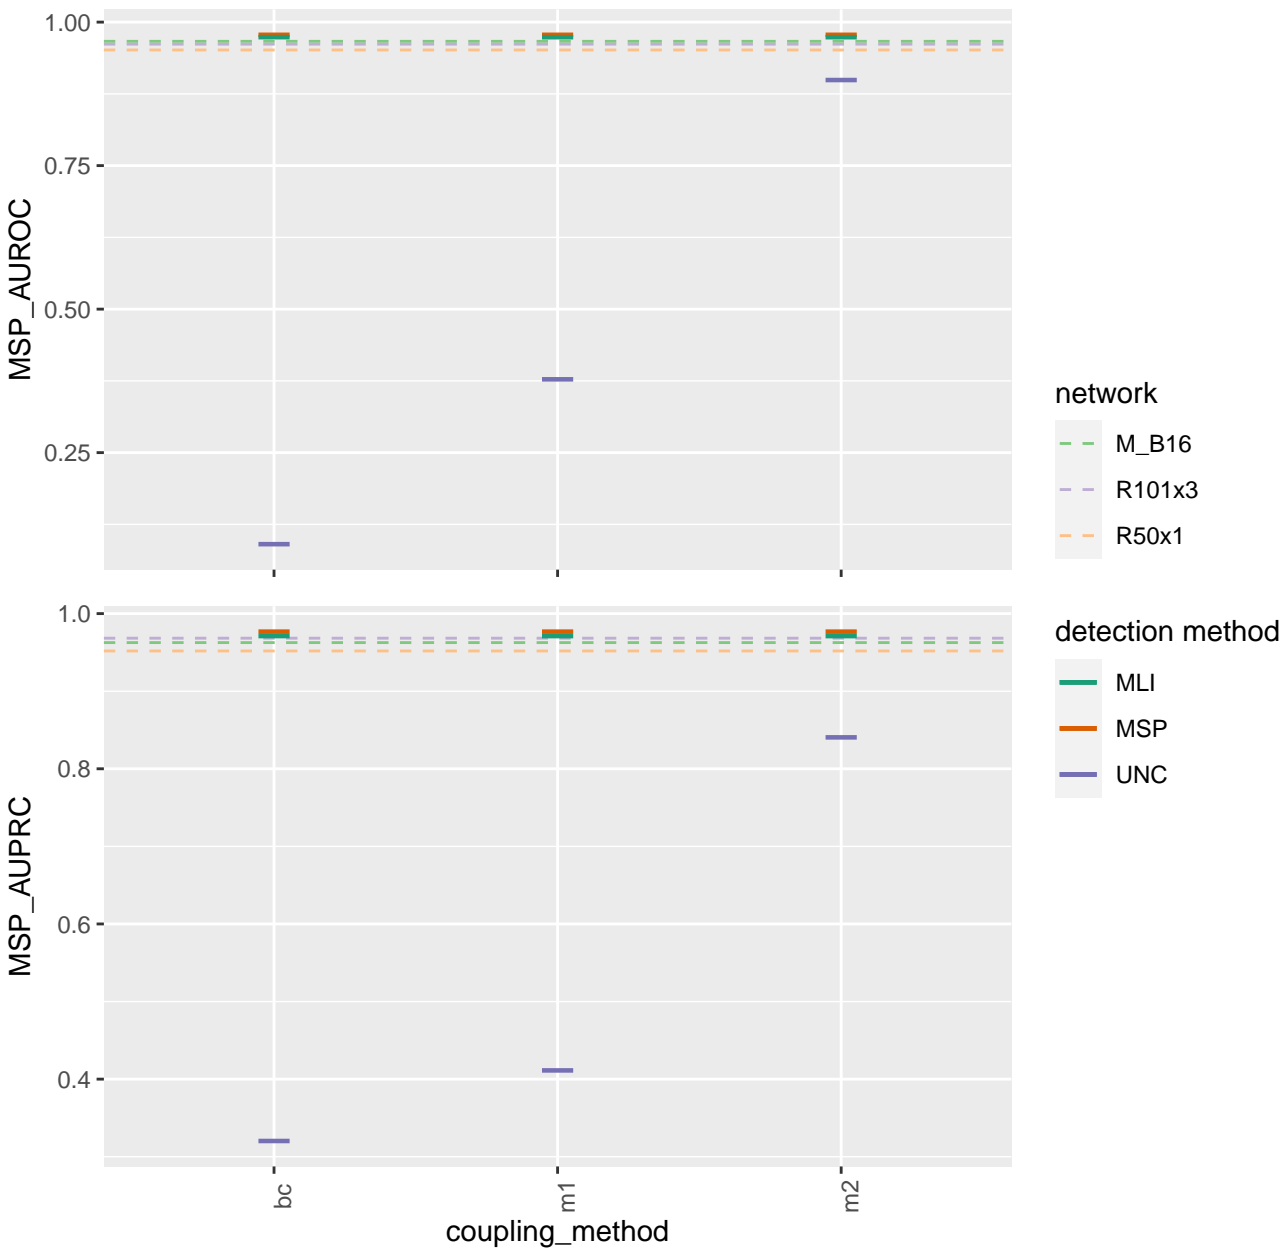 MSP_AUROC
1.00
0.75
0.50
0.25
MSP_AUPRC
1.0
0.8
0.6
0.4
bc
m1
m2
coupling_method
network
M_B16
R101x3
R50x1
detection method
MLI
MSP
UNC